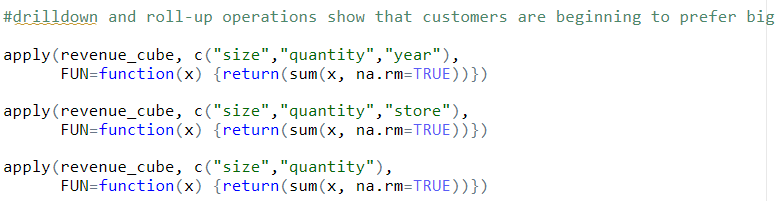 #drilldown and roll-up operations show that customers are beginning to prefer big
apply(revenue_cube, c("size","quantity","year"),
FUN=function(x) {return(sum(x, na.rm=TRUE))})
apply(revenue_cube, c("size","quantity","store"),
FUN=function(x) {return(sum(x, na.rm=TRUE))})
apply(revenue_cube, c("size","quantity"),
FUN=function(x) {return(sum(x, na.rm=TRUE))})